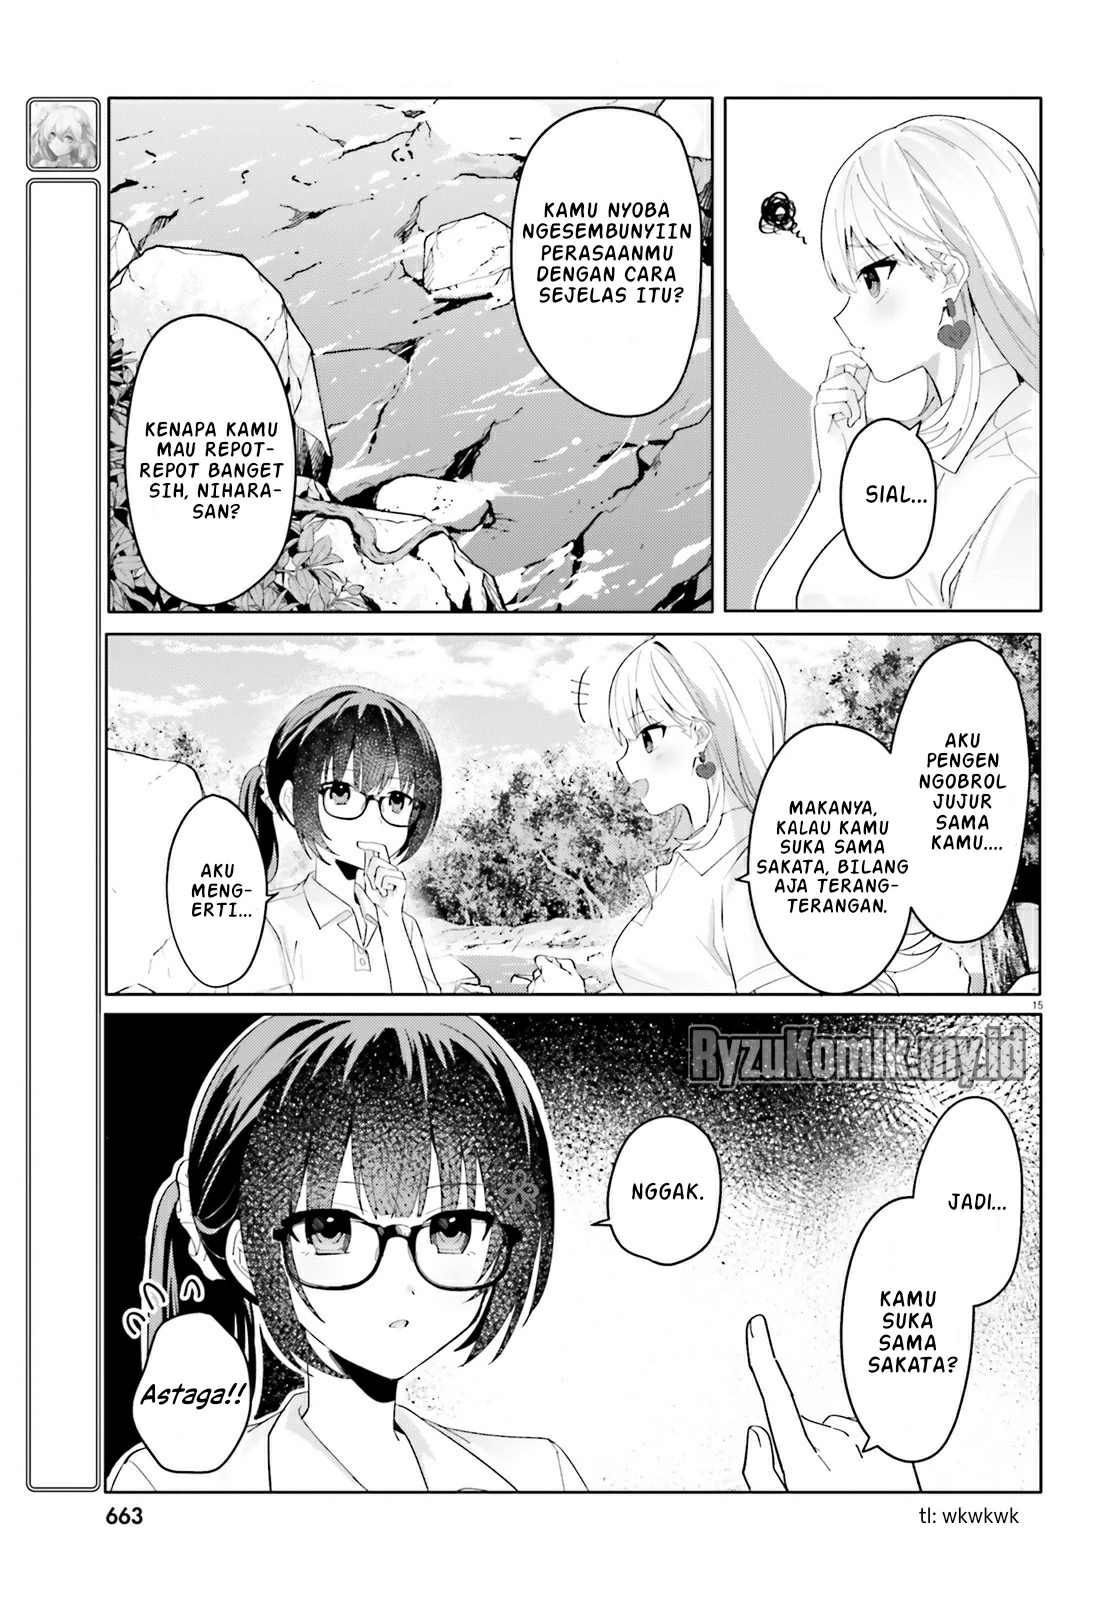 SIAL...
KAMU NYOBA
NGESEMBUNYIIN
PERASAANMU
DENGAN CARA
SEJELAS ITU?
KENAPA KAMU
MAU REPOT-
REPOT BANGET
SIH, NIHARA-
SAN?
AKU
PENGEN
NGOBROL
JUJUR
SAMA
KAMU....
MAKANYA,
KALAU KAMU
SUKA SAMA
SAKATA, BILANG
AJA TERANG-
TERANGAN.
AKU
MENG-
ERTI...
15
RyzuKomik.my.id
JADI...
KAMU
SUKA
SAMA
SAKATA?
NGGAK.
Astaga!!
663
tl: wkwkwk